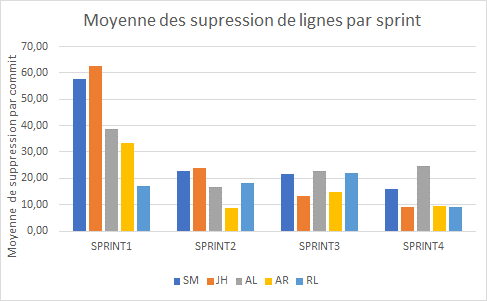 Moyenne des supression de lignes par sprint
Moyenne de suppression par commit
70,00
60,00
50,00
40,00
30,00
20,00
10,00
0,00
SPRINT1 SPRINT2 SPRINT3 SPRINT4
SM JH AL AR RL